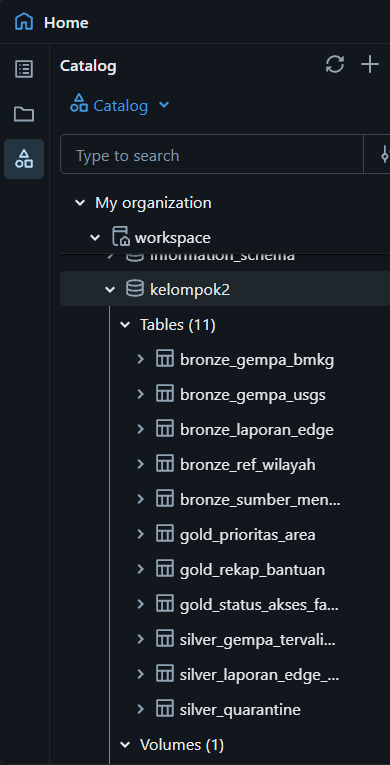 Home
Catalog
Catalog
Type to search
My organization
workspace
information_schema
kelompok2
Tables (11)
bronze_gempa_bmkg
bronze_gempa_usgs
bronze_laporan_edge
bronze_ref_wilayah
bronze_sumber_men...
gold_prioritas_area
gold_rekap_bantuan
gold_status_akses_fa...
silver_gempa_tervali...
silver_laporan_edge_...
silver_quarantine
Volumes (1)